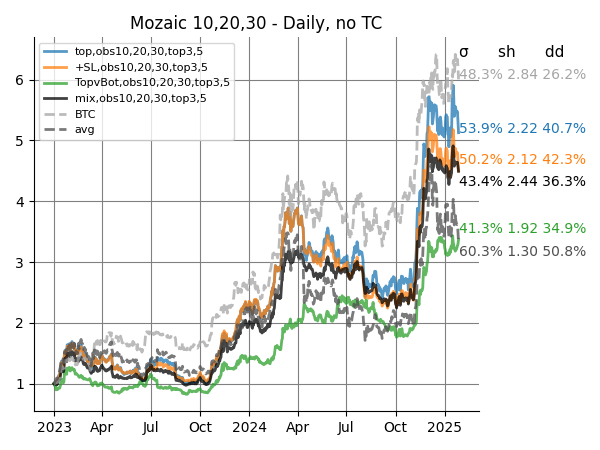 Mozaic 10,20,30 - Daily, no TC
σ sh dd
top,obs10,20,30,top3,5
+SL,obs10,20,30,top3,5
TopvBot,obs10,20,30,top3,5
mix,obs10,20,30,top3,5
BTC
avg
48.3% 2.84 26.2%
53.9% 2.22 40.7%
50.2% 2.12 42.3%
43.4% 2.44 36.3%
41.3% 1.92 34.9%
60.3% 1.30 50.8%
6
5
4
3
2
1
2023 Apr Jul Oct 2024 Apr Jul Oct 2025